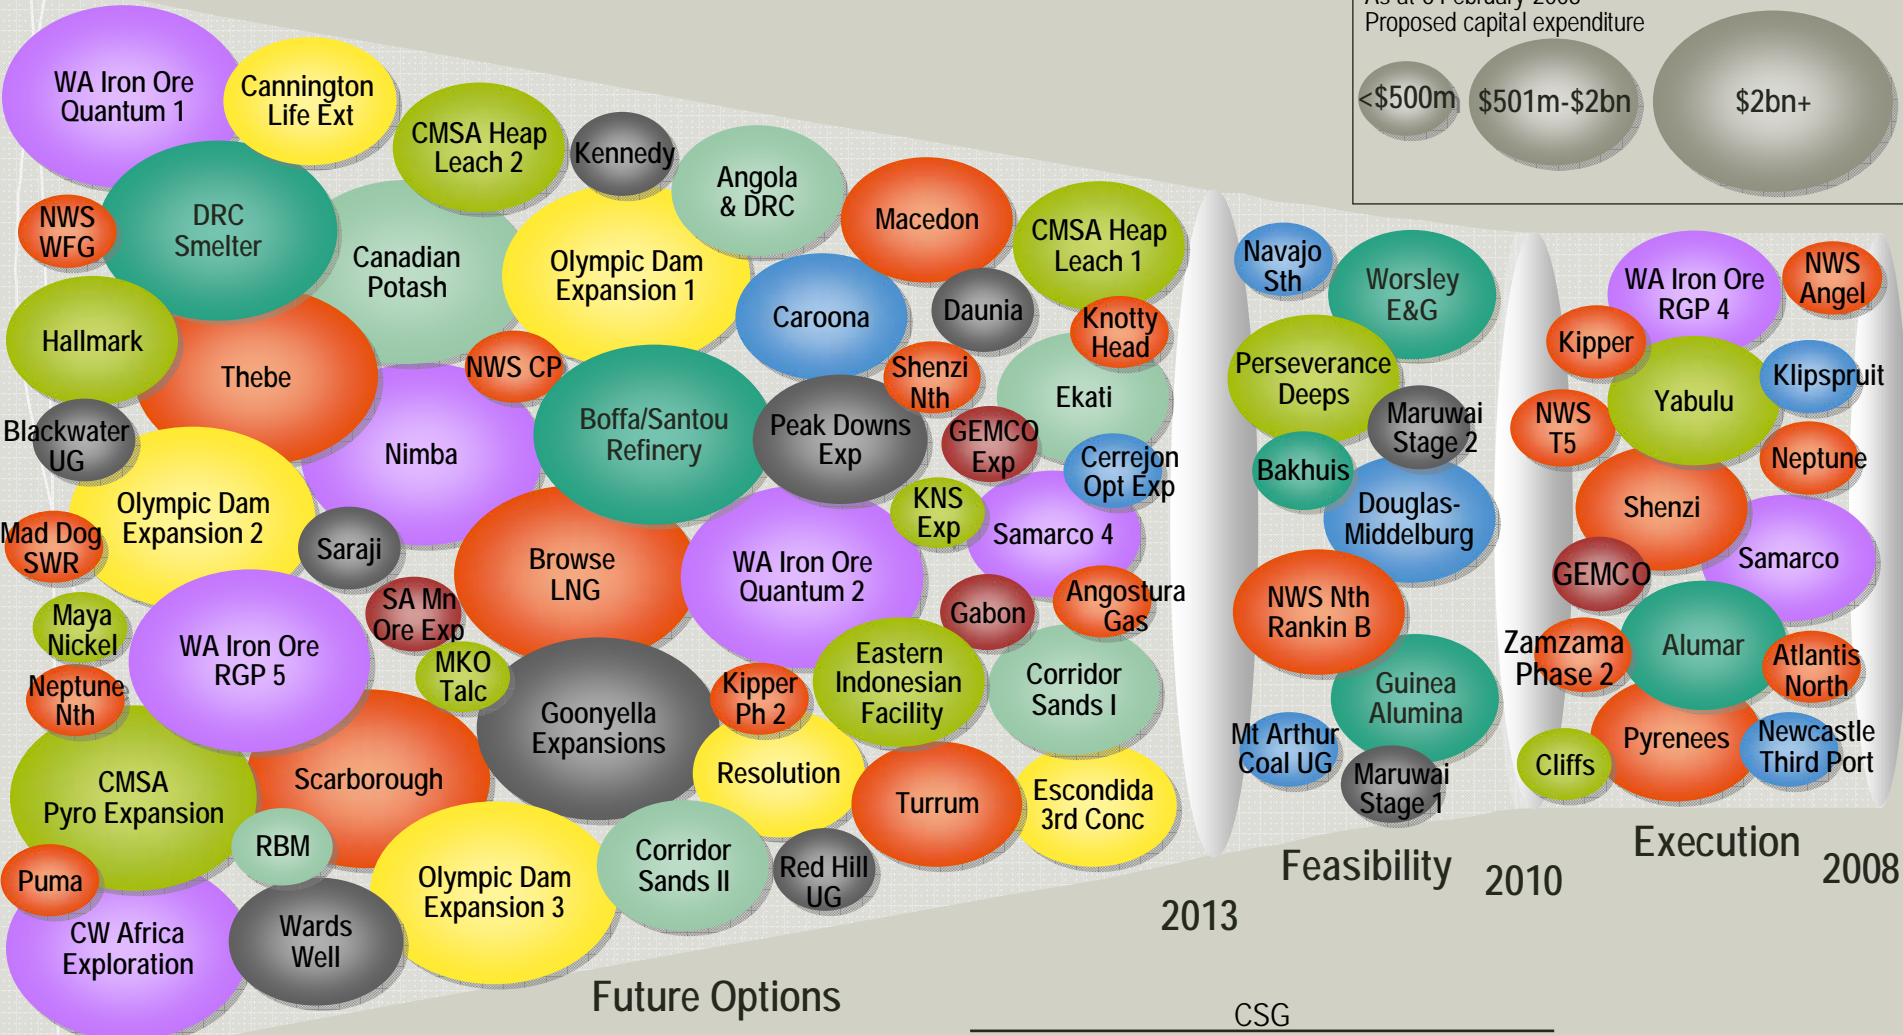 Proposed capital expenditure
<$500m
$501m-$2bn
$2bn+
WA Iron Ore
Quantum 1
Cannington
Life Ext
CMSA Heap
Leach 2
Kennedy
Angola
& DRC
Macedon
CMSA Heap
Leach 1
NWS
WFG
DRC
Smelter
Canadian
Potash
Olympic Dam
Expansion 1
Caroona
Daunia
Knotty
Head
Hallmark
Thebe
NWS CP
Shenzi
Nth
Ekati
Blackwater
UG
Nimba
Boffa/Santou
Refinery
Peak Downs
Exp
GEMCO
Exp
Cerrejon
Opt Exp
Olympic Dam
Expansion 2
KNS
Exp
Samarco 4
Mad Dog
SWR
Saraji
Browse
LNG
WA Iron Ore
Quantum 2
Gabon
Angostura
Gas
Maya
Nickel
WA Iron Ore
RGP 5
SA Mn
Ore Exp
MKO
Talc
Eastern
Indonesian
Facility
Corridor
Sands I
Neptune
Nth
Goonyella
Expansions
Kipper
Ph 2
CMSA
Pyro Expansion
Scarborough
Resolution
Turrum
Escondida
3rd Conc
RBM
Puma
Olympic Dam
Expansion 3
Corridor
Sands II
Red Hill
UG
CW Africa
Exploration
Wards
Well
Future Options
2013
Navajo
Sth
Worsley
E&G
Perseverance
Deeps
Maruwai
Stage 2
Bakhuis
Douglas-
Middelburg
NWS Nth
Rankin B
Guinea
Alumina
Mt Arthur
Coal UG
Maruwai
Stage 1
Feasibility
2010
WA Iron Ore
RGP 4
NWS
Angel
Kipper
Klipspruit
NWS
T5
Yabulu
Neptune
Shenzi
Samarco
GEMCO
Zamzama
Phase 2
Alumar
Atlantis
North
Cliffs
Pyrenees
Newcastle
Third Port
Execution
2008
CSG